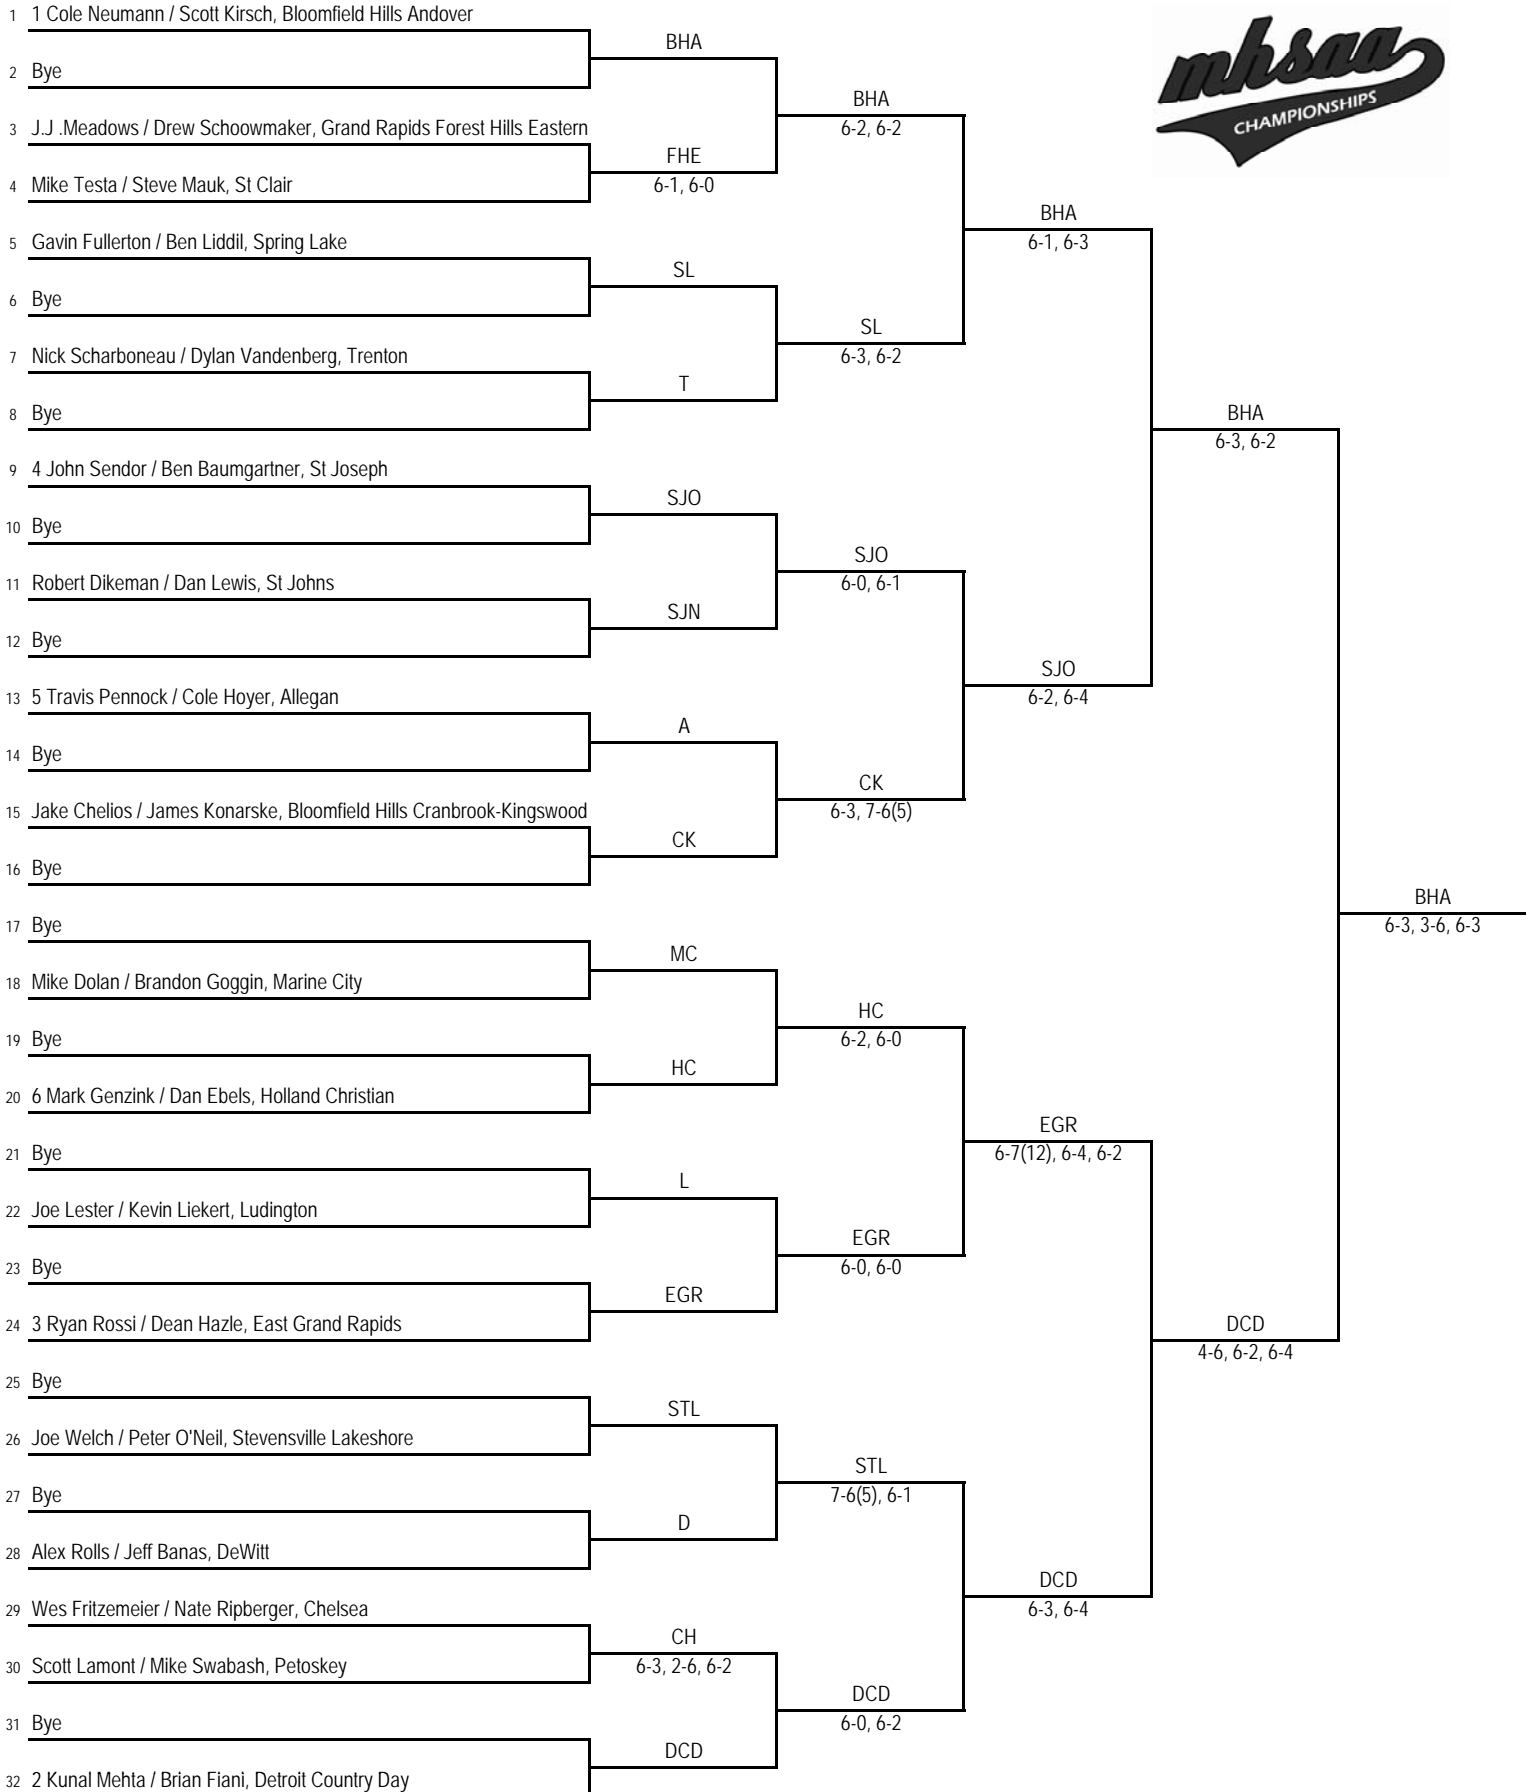 mhsaa
CHAMPIONSHIPS
1 1 Cole Neumann / Scott Kirsch, Bloomfield Hills Andover
BHA
2 Bye
BHA
6-2, 6-2
3 J.J .Meadows / Drew Schoowmaker, Grand Rapids Forest Hills Eastern
FHE
6-1, 6-0
4 Mike Testa / Steve Mauk, St Clair
BHA
6-1, 6-3
5 Gavin Fullerton / Ben Liddil, Spring Lake
SL
6 Bye
SL
6-3, 6-2
7 Nick Scharboneau / Dylan Vandenberg, Trenton
T
8 Bye
BHA
6-3, 6-2
9 4 John Sendor / Ben Baumgartner, St Joseph
SJO
10 Bye
SJO
6-0, 6-1
11 Robert Dikeman / Dan Lewis, St Johns
SJN
12 Bye
SJO
6-2, 6-4
13 5 Travis Pennock / Cole Hoyer, Allegan
A
14 Bye
CK
6-3, 7-6(5)
15 Jake Chelios / James Konarske, Bloomfield Hills Cranbrook-Kingswood
CK
16 Bye
BHA
6-3, 3-6, 6-3
17 Bye
MC
18 Mike Dolan / Brandon Goggin, Marine City
HC
6-2, 6-0
19 Bye
HC
20 6 Mark Genzink / Dan Ebels, Holland Christian
EGR
6-7(12), 6-4, 6-2
21 Bye
L
22 Joe Lester / Kevin Liekert, Ludington
EGR
6-0, 6-0
23 Bye
EGR
24 3 Ryan Rossi / Dean Hazle, East Grand Rapids
DCD
4-6, 6-2, 6-4
25 Bye
STL
26 Joe Welch / Peter O'Neil, Stevensville Lakeshore
STL
7-6(5), 6-1
27 Bye
D
28 Alex Rolls / Jeff Banas, DeWitt
DCD
6-3, 6-4
29 Wes Fritzemeier / Nate Ripberger, Chelsea
CH
6-3, 2-6, 6-2
30 Scott Lamont / Mike Swabash, Petoskey
DCD
6-0, 6-2
31 Bye
DCD
32 2 Kunal Mehta / Brian Fiani, Detroit Country Day